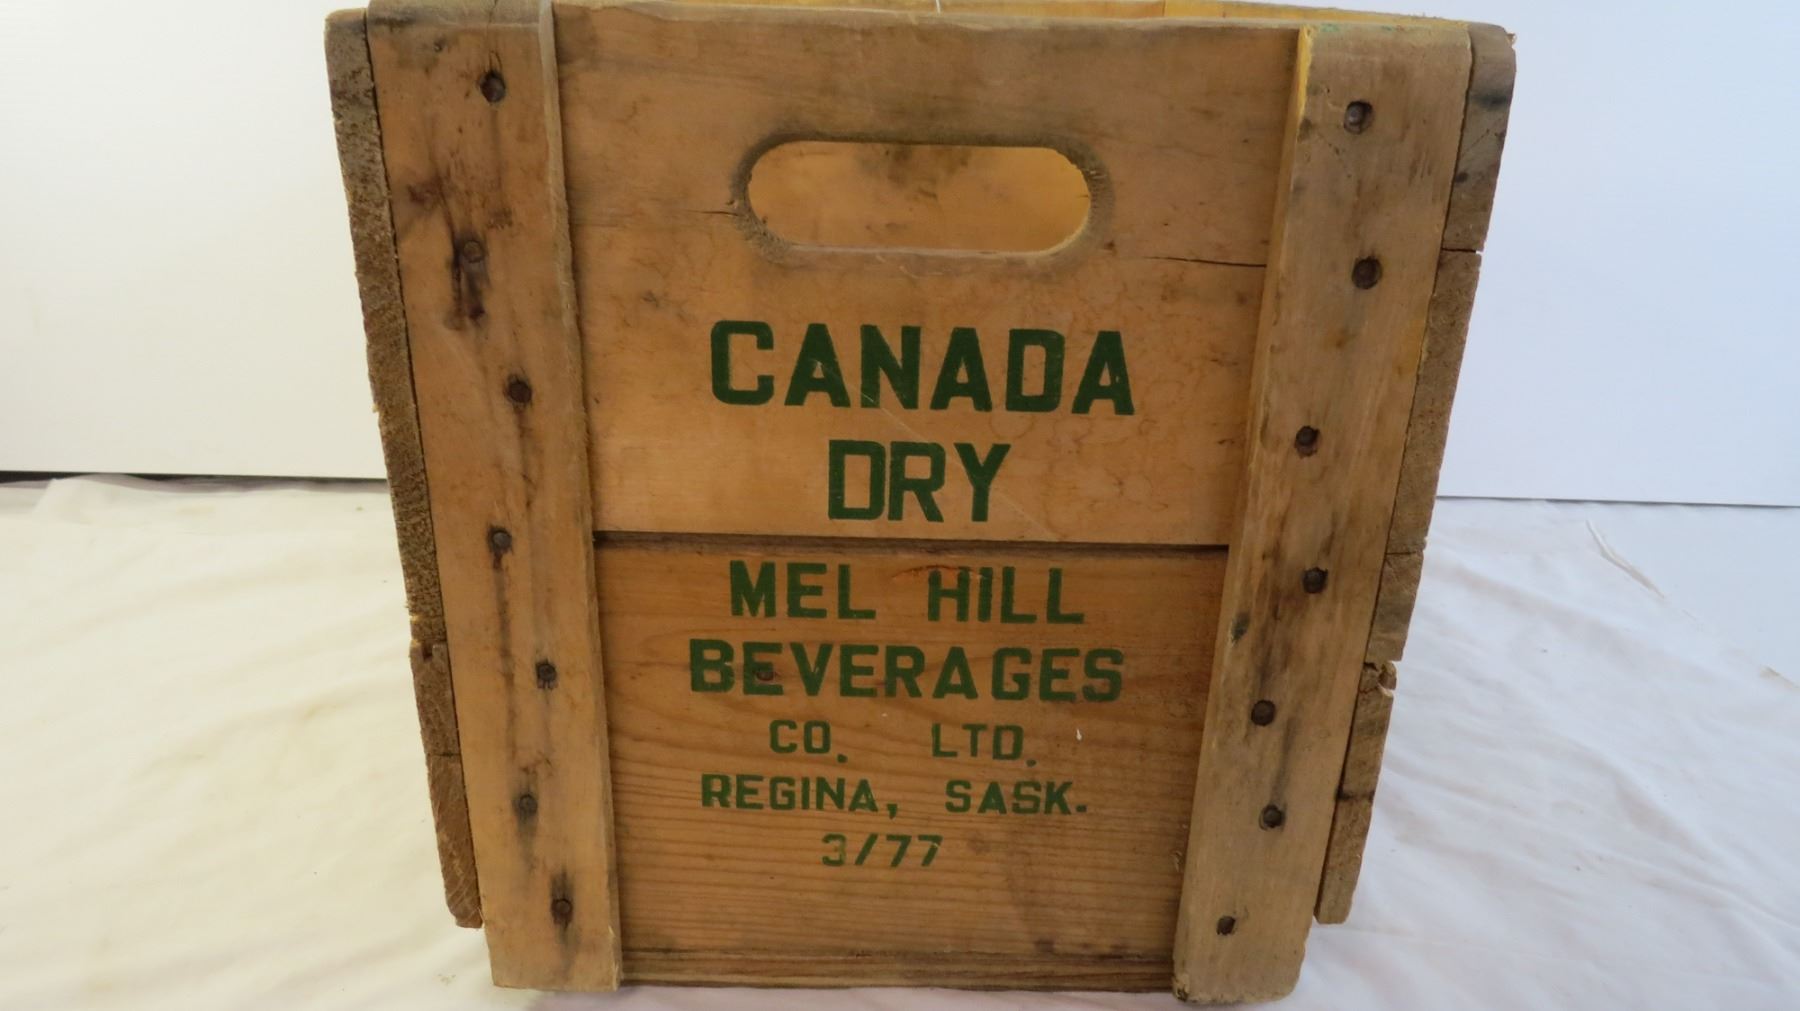 CANADA
DRY
MEL HILL
BEVERAGES
CO. LTD.
REGINA, SASK.
3/77